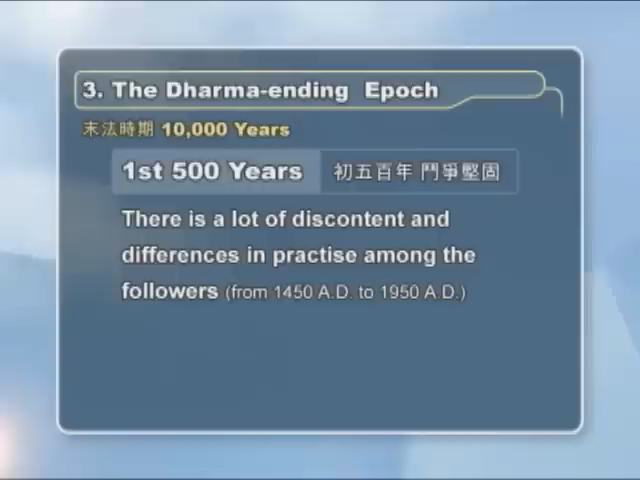 3. The Dharma-ending Epoch
末法時期 10,000 Years
1st 500 Years 初五百年 鬥爭堅固
There is a lot of discontent and
differences in practise among the
followers (from 1450 A.D. to 1950 A.D.)